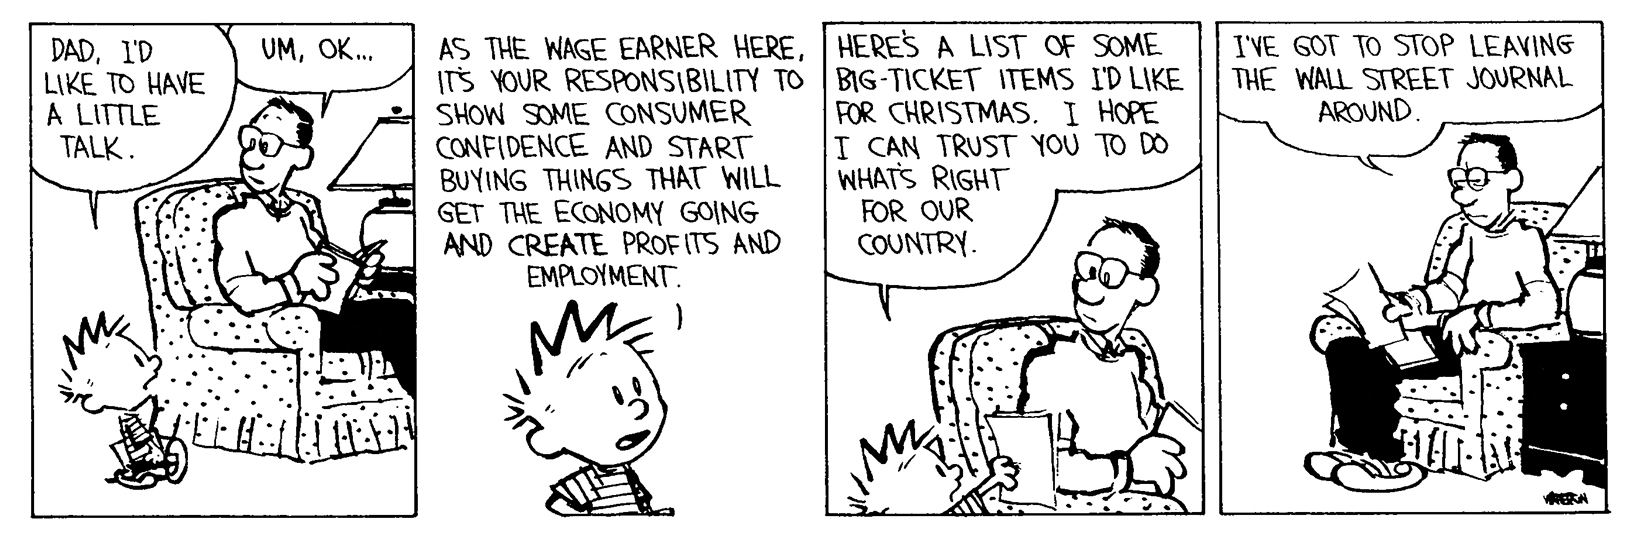 DAD, I'D
LIKE TO HAVE
A LITTLE
TALK.
UM, OK...
AS THE WAGE EARNER HERE,
IT'S YOUR RESPONSIBILITY TO
SHOW SOME CONSUMER
CONFIDENCE AND START
BUYING THINGS THAT WILL
GET THE ECONOMY GOING
AND CREATE PROFITS AND
EMPLOYMENT.
HERE'S A LIST OF SOME
BIG-TICKET ITEMS I'D LIKE
FOR CHRISTMAS. I HOPE
I CAN TRUST YOU TO DO
WHAT'S RIGHT
FOR OUR
COUNTRY.
I'VE GOT TO STOP LEAVING
THE WALL STREET JOURNAL
AROUND.
WATTERSON